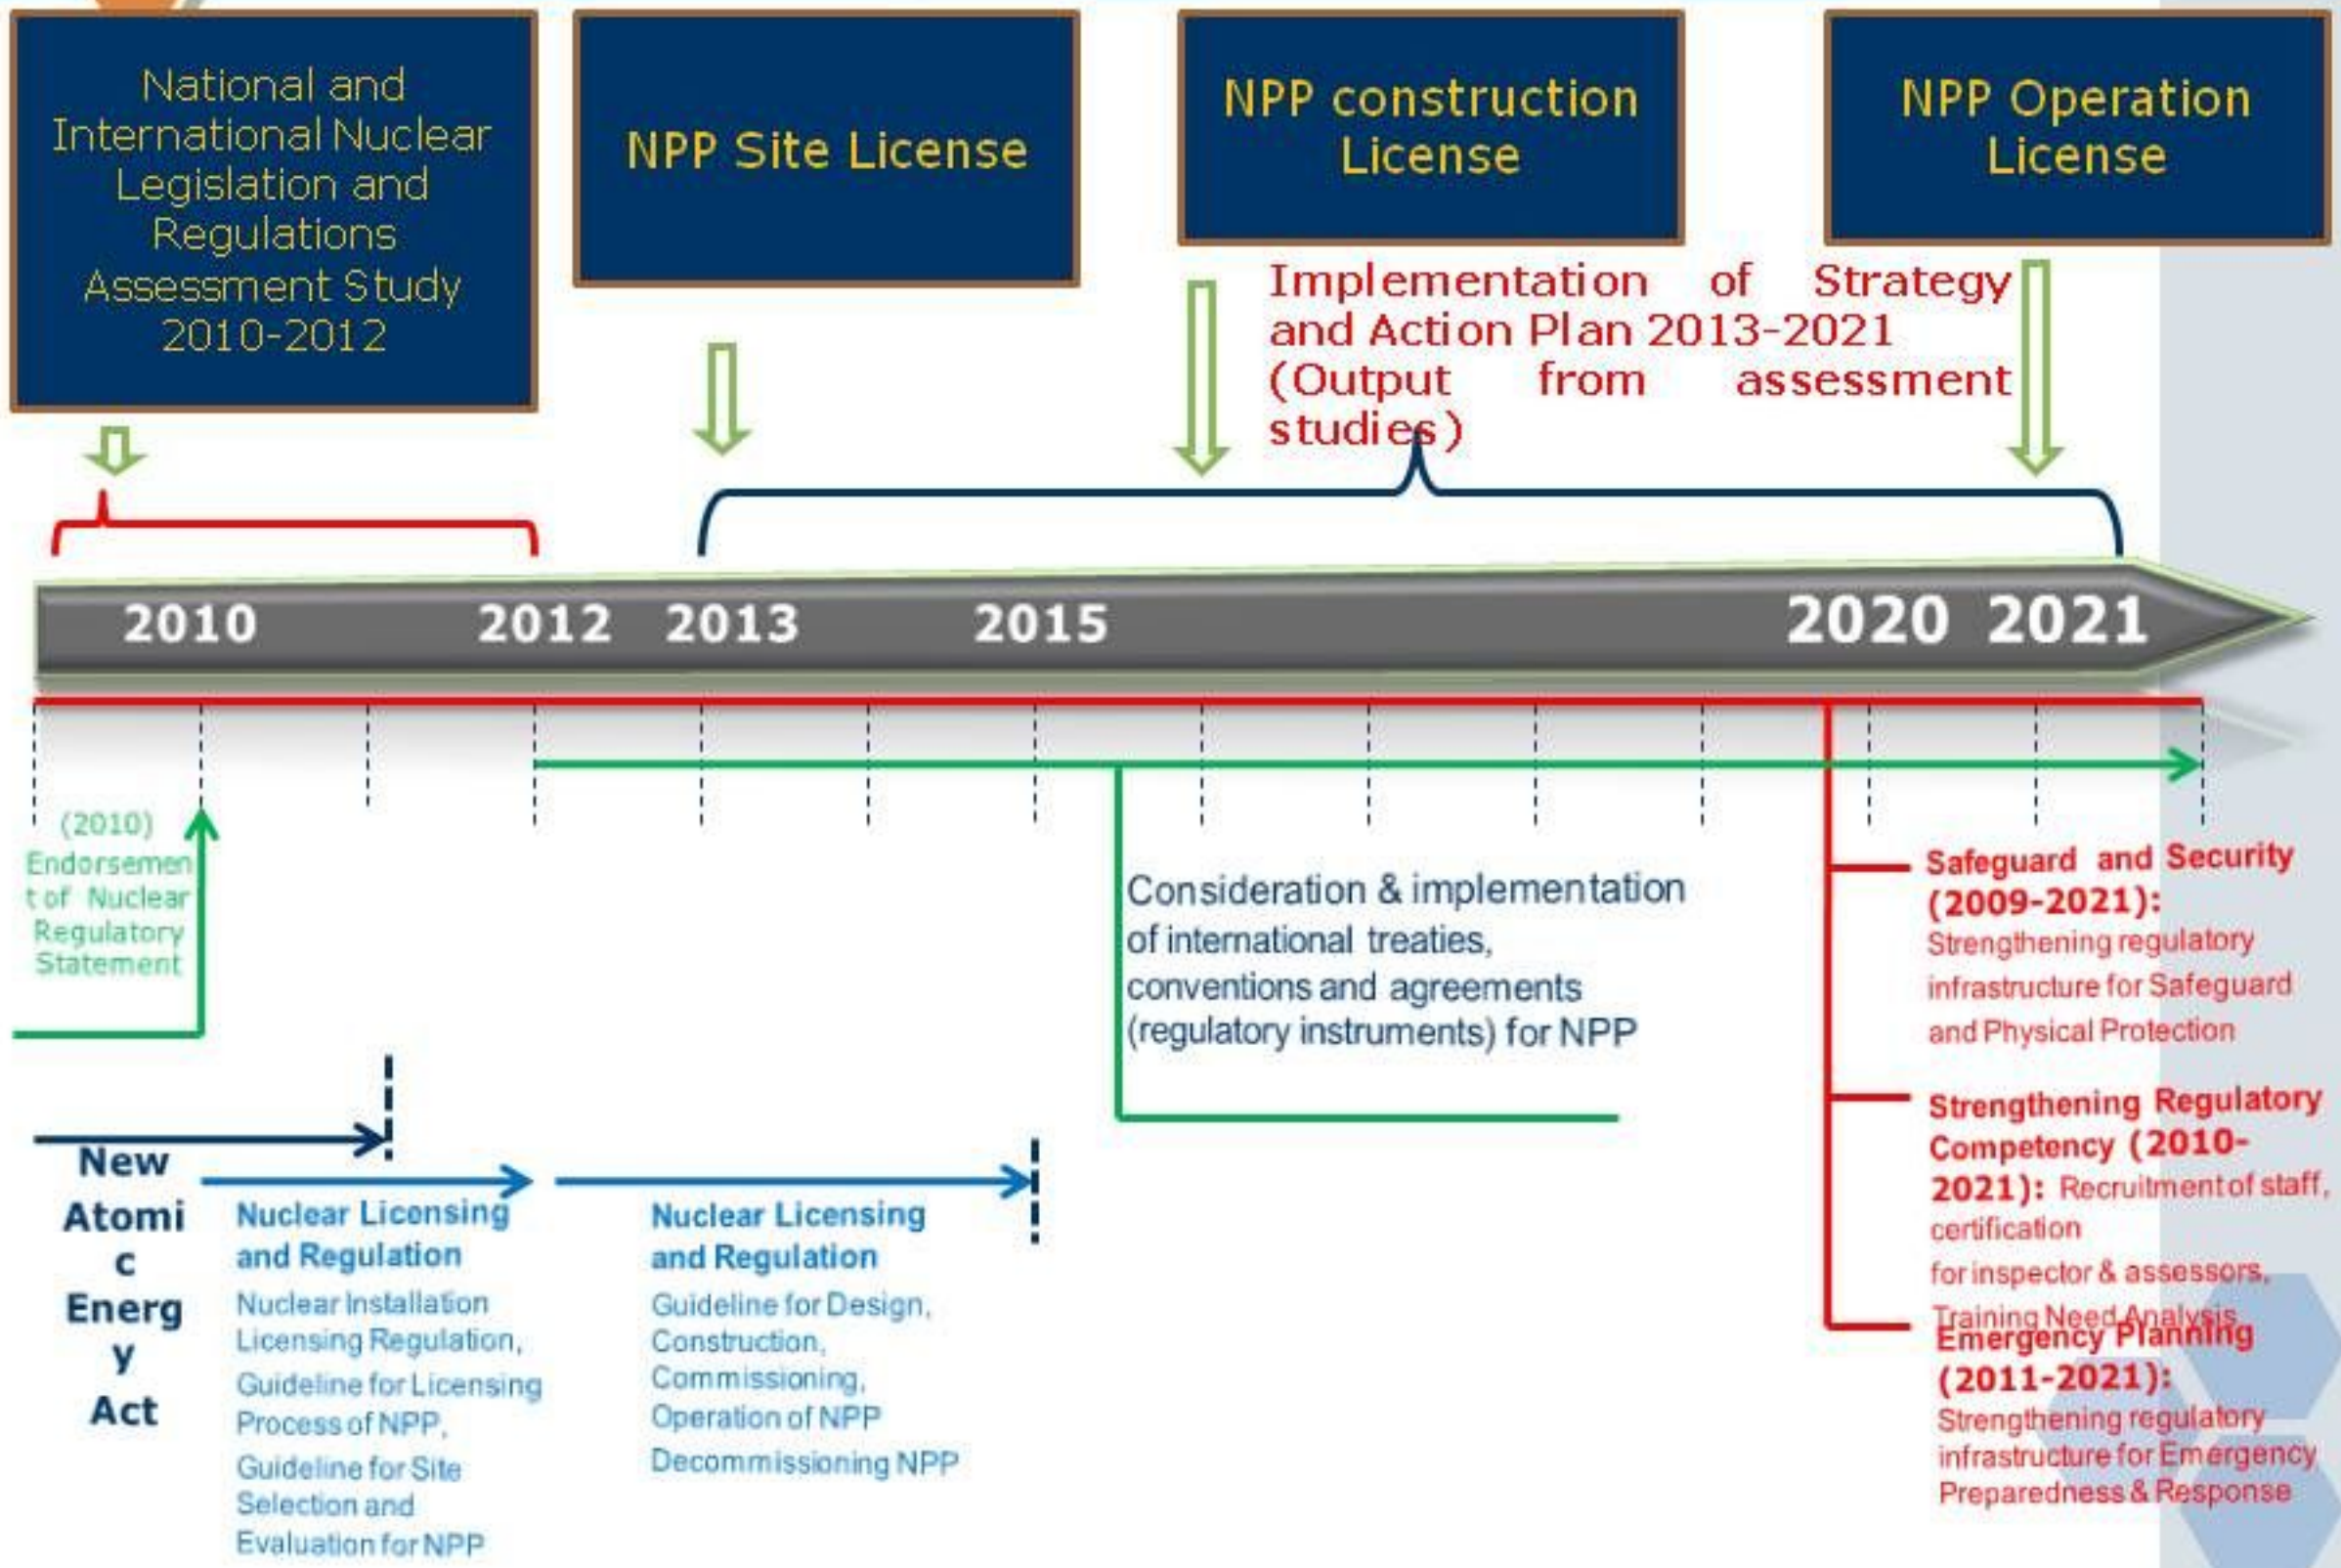 National and
International Nuclear
Legislation and
Regulations
Assessment Study
2010-2012
NPP Site License
NPP construction
License
NPP Operation
License
Implementation of Strategy
and Action Plan 2013-2021
(Output from assessment
studies)
2010 2012 2013 2015 2020 2021
(2010)
Endorsemen
t of Nuclear
Regulatory
Statement
New
Atomi
c
Energ
y
Act
Nuclear Licensing
and Regulation
Nuclear Installation
Licensing Regulation,
Guideline for Licensing
Process of NPP,
Guideline for Site
Selection and
Evaluation for NPP
Nuclear Licensing
and Regulation
Guideline for Design,
Construction,
Commissioning,
Operation of NPP
Decommissioning NPP
Consideration & implementation
of international treaties,
conventions and agreements
(regulatory instruments) for NPP
Safeguard and Security
(2009-2021):
Strengthening regulatory
infrastructure for Safeguard
and Physical Protection
Strengthening Regulatory
Competency (2010-
2021): Recruitment of staff,
certification
for inspector & assessors,
Training Need Analysis
Emergency Planning
(2011-2021):
Strengthening regulatory
infrastructure for Emergency
Preparedness & Response